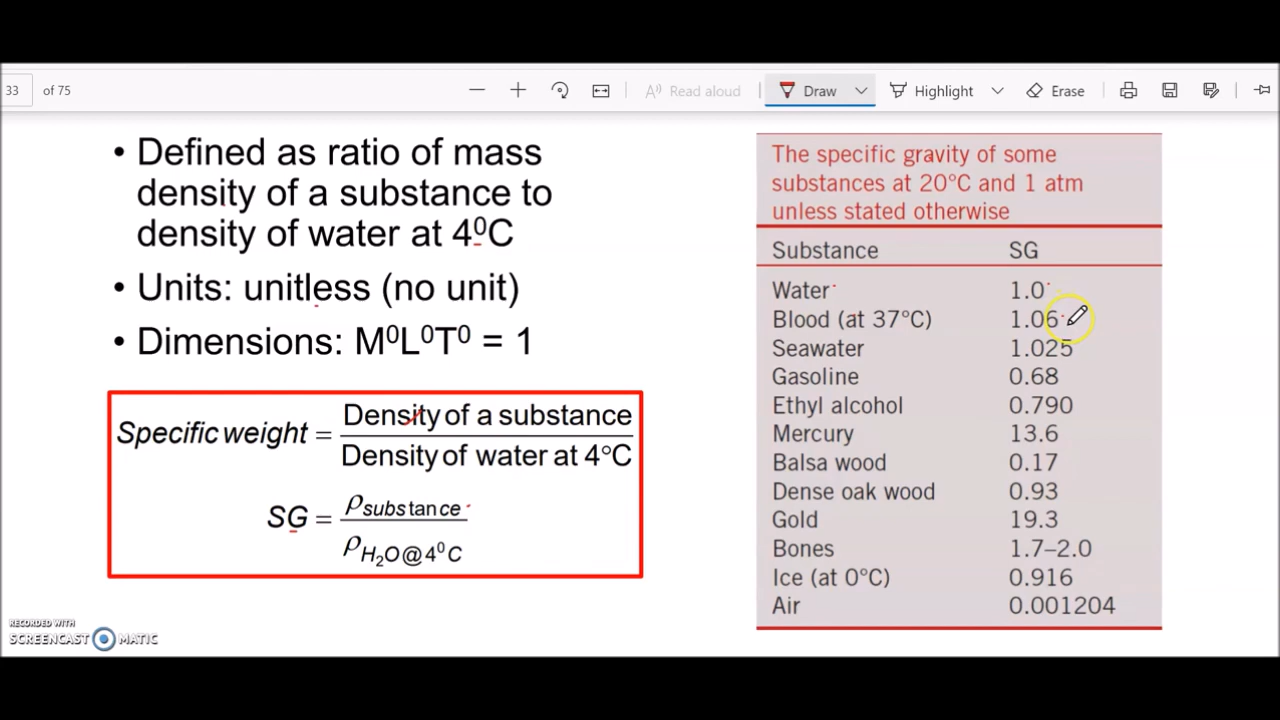 33 of 75 Read aloud Draw Highlight Erase
• Defined as ratio of mass
density of a substance to
density of water at 4⁰C
• Units: unitless (no unit)
• Dimensions: M⁰L⁰T⁰ = 1
Specific weight = Density of a substance / Density of water at 4°C
SG = ρsubstance / ρH₂O@4⁰C
The specific gravity of some
substances at 20°C and 1 atm
unless stated otherwise
Substance SG
Water 1.0
Blood (at 37°C) 1.06
Seawater 1.025
Gasoline 0.68
Ethyl alcohol 0.790
Mercury 13.6
Balsa wood 0.17
Dense oak wood 0.93
Gold 19.3
Bones 1.7–2.0
Ice (at 0°C) 0.916
Air 0.001204
RECORDED WITH
SCREENCAST MATIC